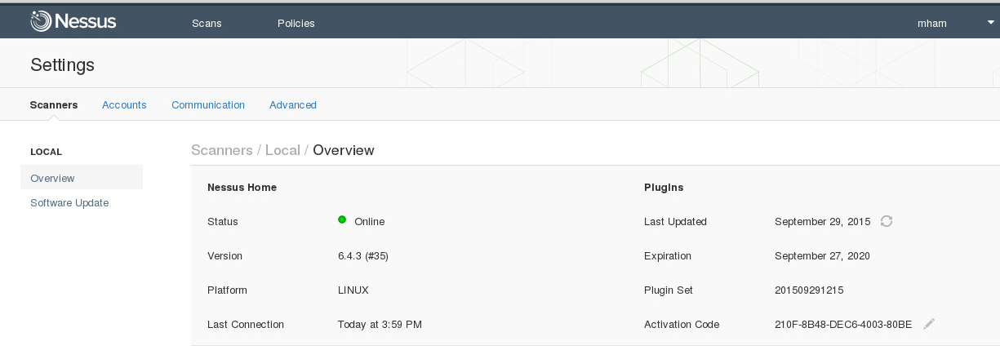 Nessus Scans Policies mham
Settings
Scanners Accounts Communication Advanced
LOCAL
Overview
Software Update
Scanners / Local / Overview
Nessus Home Plugins
Status Online Last Updated September 29, 2015
Version 6.4.3 (#35) Expiration September 27, 2020
Platform LINUX Plugin Set 201509291215
Last Connection Today at 3:59 PM Activation Code 210F-8B48-DEC6-4003-80BE